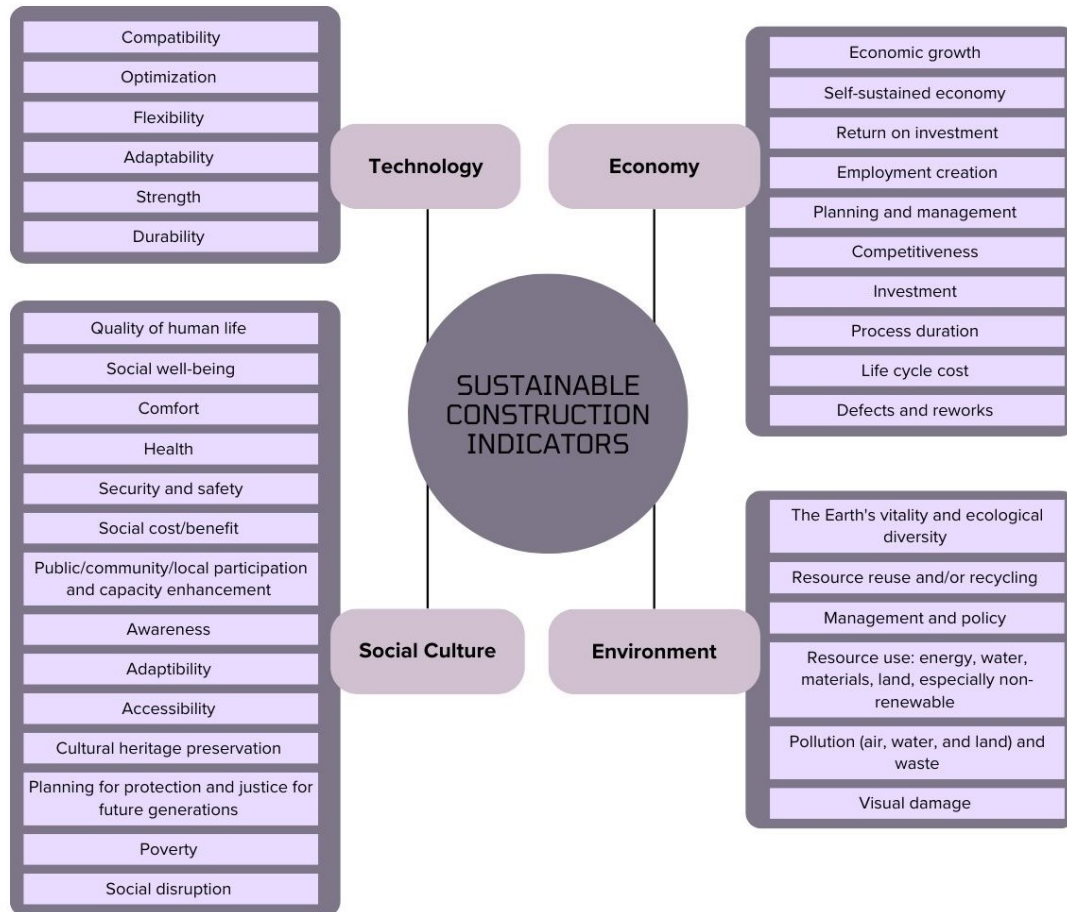 Compatibility
Optimization
Flexibility
Adaptability
Strength
Durability
Technology
Economy
Economic growth
Self-sustained economy
Return on investment
Employment creation
Planning and management
Competitiveness
Investment
Process duration
Life cycle cost
Defects and reworks
SUSTAINABLE
CONSTRUCTION
INDICATORS
Quality of human life
Social well-being
Comfort
Health
Security and safety
Social cost/benefit
Public/community/local participation
and capacity enhancement
Awareness
Adaptibility
Accessibility
Cultural heritage preservation
Planning for protection and justice for
future generations
Poverty
Social disruption
Social Culture
Environment
The Earth's vitality and ecological
diversity
Resource reuse and/or recycling
Management and policy
Resource use: energy, water,
materials, land, especially non-
renewable
Pollution (air, water, and land) and
waste
Visual damage